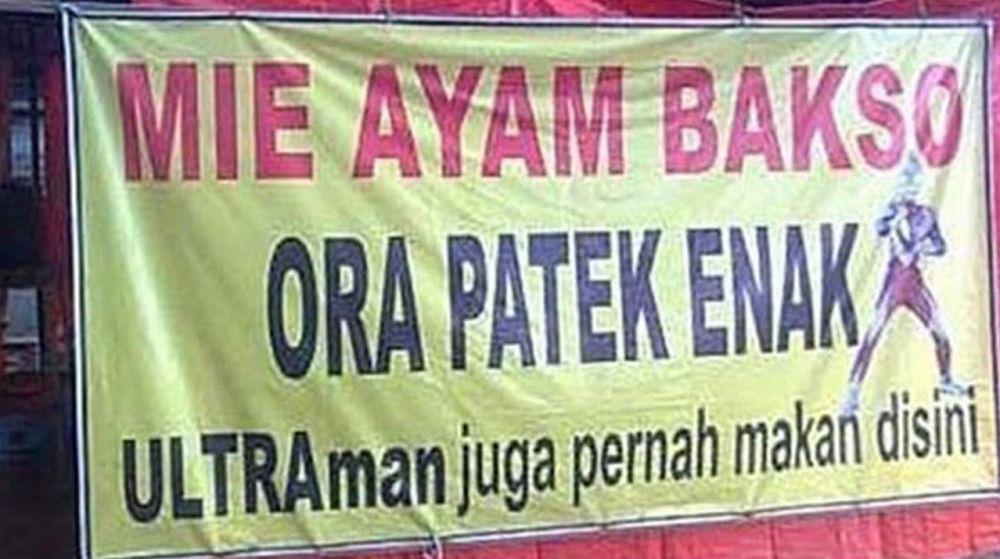 MIE AYAM BAKSO
ORA PATEK ENAK
ULTRAman juga pernah makan disini